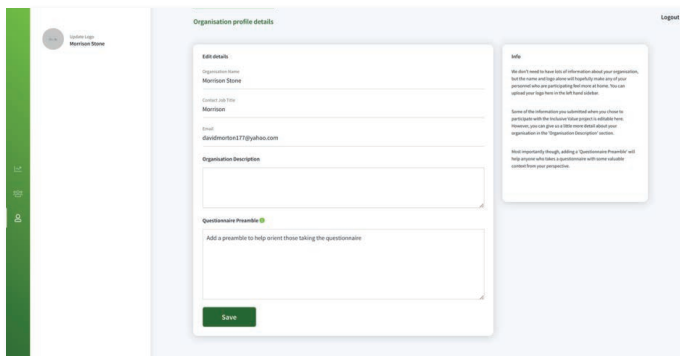 Organisation profile details
Logout
Update Logo
Morrison Stone
Edit details
Organisation Name
Morrison Stone
Contact Job Title
Morrison
Email
davidmorton177@yahao.com
Organisation Description
Questionnaire Preamble
Add a preamble to help orient those taking the questionnaire
Save
Info
We don't need to have lots of information about your organisation,
but the name and logo alone will hopefully make any of your
personnel who are participating feel more at home. You can
upload your logo here in the left hand sidebar.
Some of the information you submitted when you chose to
participate with the Inclusive Value project is editable here.
However, you can give us a little more detail about your
organisation in the 'Organisation Description' section.
Most importantly though, adding a 'Questionnaire Preamble' will
help anyone who takes a questionnaire with some valuable
context from your perspective.